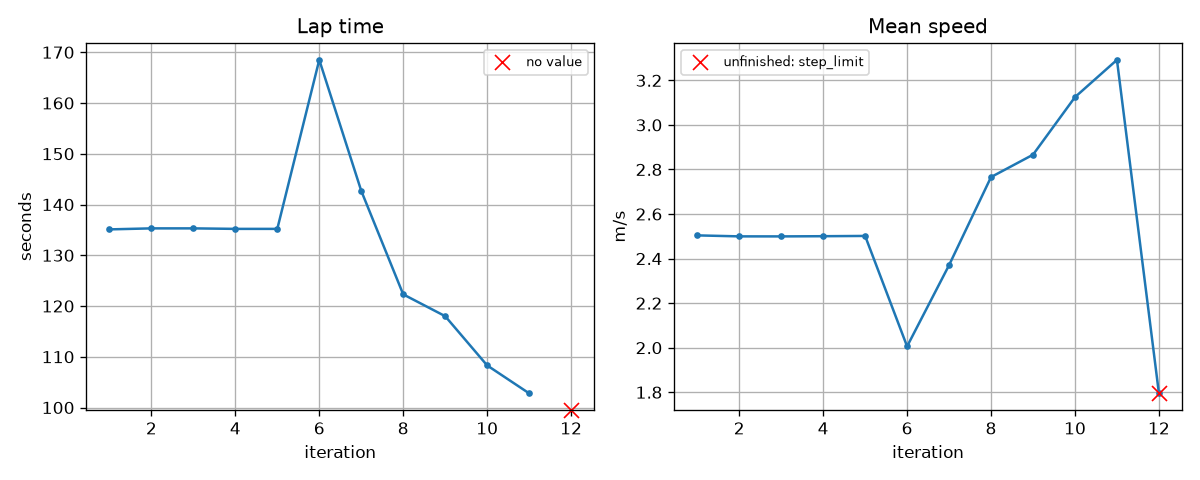 Lap time
170
160
150
140
130
120
110
100
seconds
no value
2 4 6 8 10 12
iteration
Mean speed
3.2
3.0
2.8
2.6
2.4
2.2
2.0
1.8
m/s
unfinished: step_limit
2 4 6 8 10 12
iteration